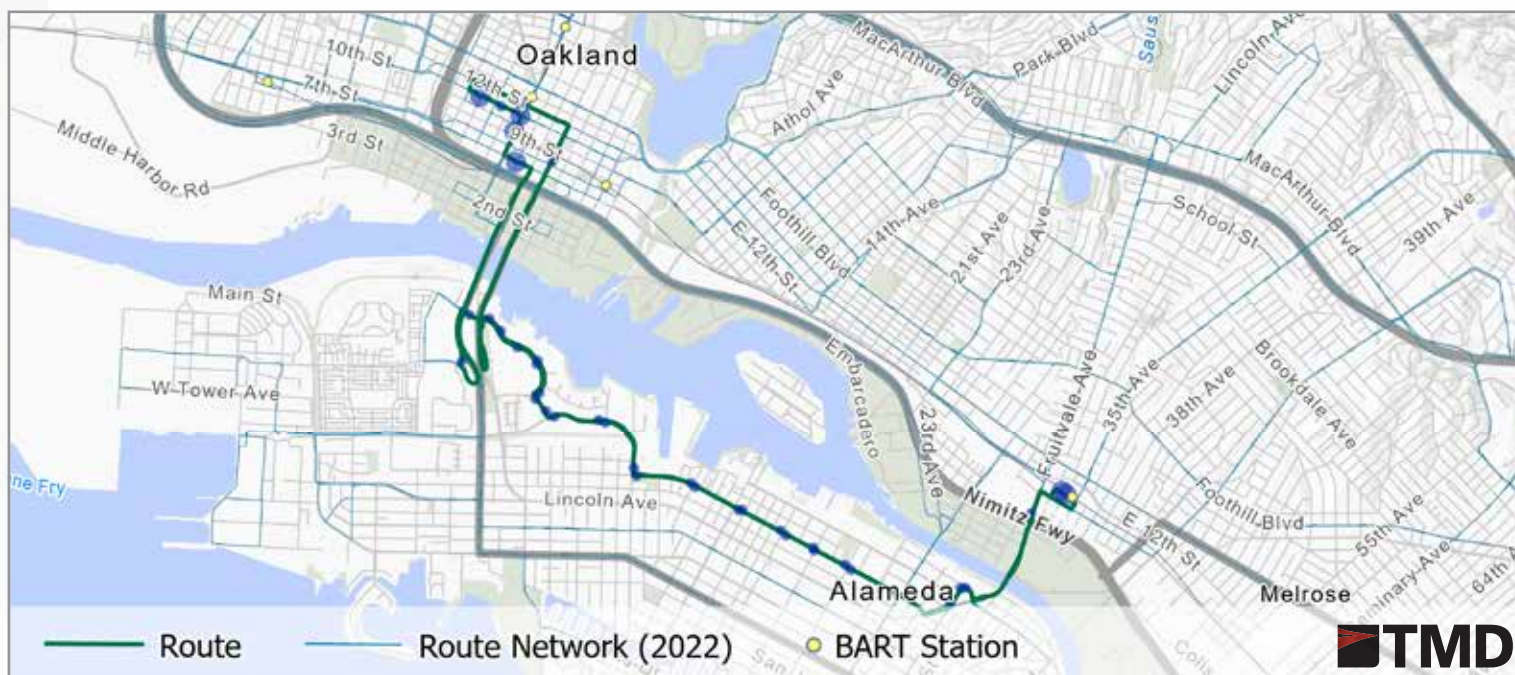 Oakland
10th St
7th St
12th St
9th St
3rd St
2nd St
Middle Harbor Rd
MacArthur Blvd
Park Blvd
Lincoln Ave
Athol Ave
Foothill Blvd
E 12th St
14th Ave
21st Ave
23rd Ave
MacArthur Blvd
School St
39th Ave
Main St
W Tower Ave
Embarcadero
23rd Ave
Fruitvale Ave
35th Ave
38th Ave
Brookdale Ave
ne Fry
Lincoln Ave
Nimitz Fwy
E 12th St
Foothill Blvd
55th Ave
64th A
Alameda
Melrose
Route
Route Network (2022)
BART Station
TMD